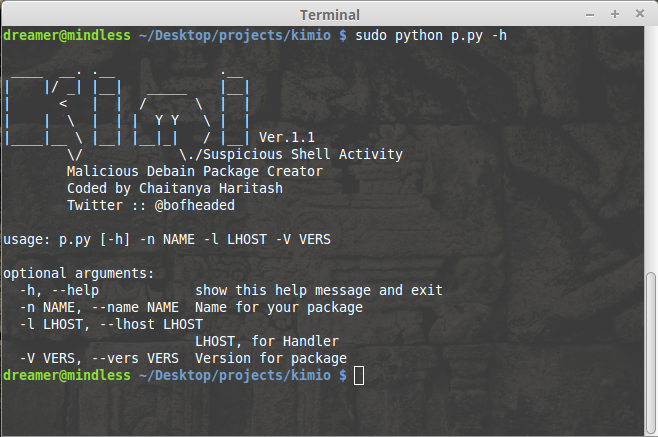 Terminal
dreamer@mindless ~/Desktop/projects/kimio $ sudo python p.py -h
Ver.1.1
./Suspicious Shell Activity
Malicious Debain Package Creator
Coded by Chaitanya Haritash
Twitter :: @bofheaded
usage: p.py [-h] -n NAME -l LHOST -V VERS
optional arguments:
-h, --help show this help message and exit
-n NAME, --name NAME Name for your package
-l LHOST, --lhost LHOST
LHOST, for Handler
-V VERS, --vers VERS Version for package
dreamer@mindless ~/Desktop/projects/kimio $